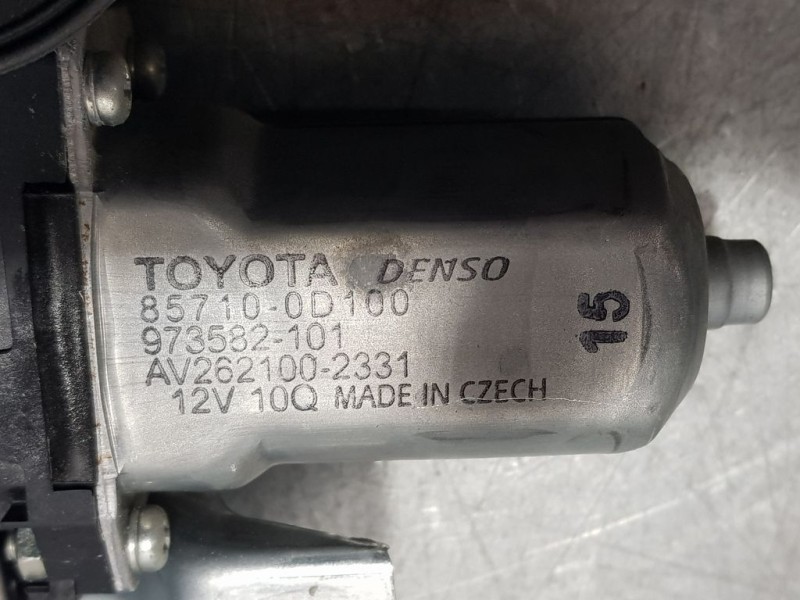 TOYOTA DENSO
85710-0D100
973582-101
AV262100-2331
12V 10Q MADE IN CZECH
15